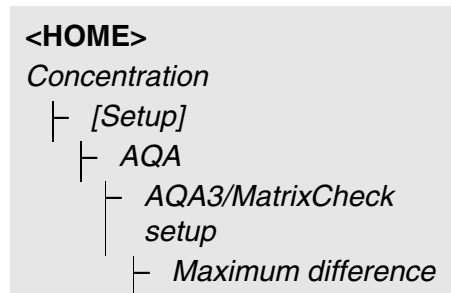 <HOME>
Concentration
[Setup]
AQA
AQA3/MatrixCheck
setup
Maximum difference